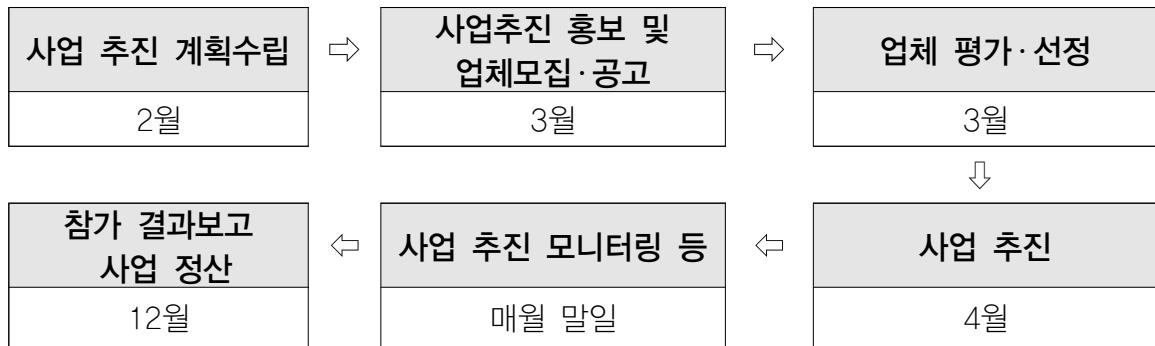 사업 추진 계획수립
⇨
사업추진 홍보 및
업체모집·공고
⇨
업체 평가·선정
2월
3월
3월
⇩
참가 결과보고
사업 정산
⇦
사업 추진 모니터링 등
⇦
사업 추진
12월
매월 말일
4월